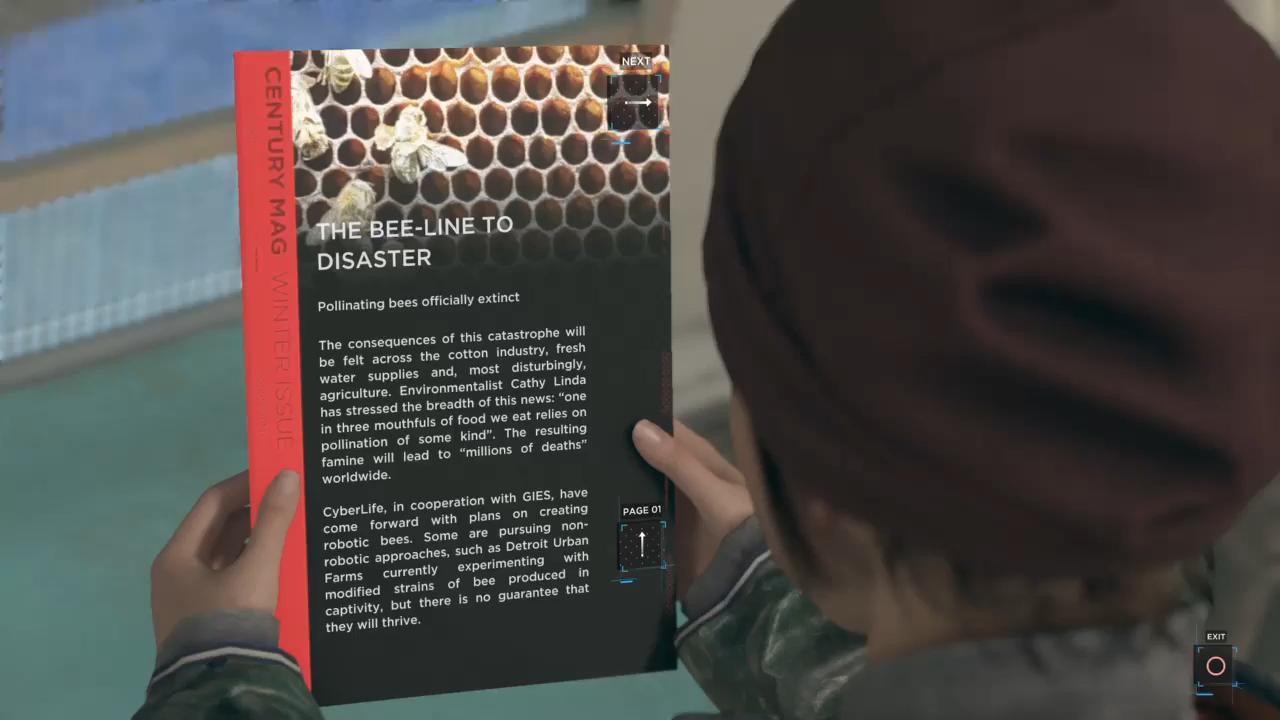 CENTURY MAG WINTER ISSUE
NEXT
THE BEE-LINE TO
DISASTER
Pollinating bees officially extinct
The consequences of this catastrophe will
be felt across the cotton industry, fresh
water supplies and, most disturbingly,
agriculture. Environmentalist Cathy Linda
has stressed the breadth of this news: “one
in three mouthfuls of food we eat relies on
pollination of some kind”. The resulting
famine will lead to “millions of deaths”
worldwide.
CyberLife, in cooperation with GIES, have
come forward with plans on creating
robotic bees. Some are pursuing non-
robotic approaches, such as Detroit Urban
Farms currently experimenting with
modified strains of bee produced in
captivity, but there is no guarantee that
they will thrive.
PAGE 01
EXIT